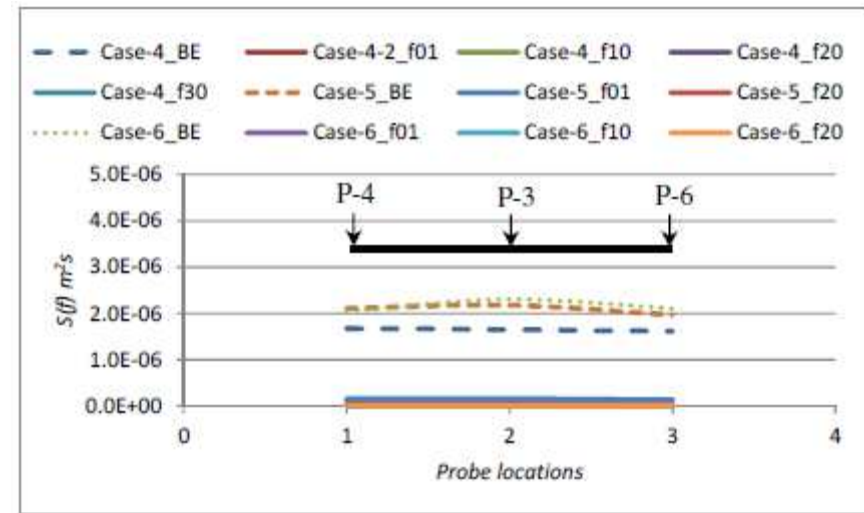 Case-4_BE Case-4-2_f01 Case-4_f10 Case-4_f20
Case-4_f30 Case-5_BE Case-5_f01 Case-5_f20
Case-6_BE Case-6_f01 Case-6_f10 Case-6_f20
5.0E-06
P-4 P-3 P-6
4.0E-06
3.0E-06
S(f) m²s
2.0E-06
1.0E-06
0.0E+00
0 1 2 3 4
Probe locations